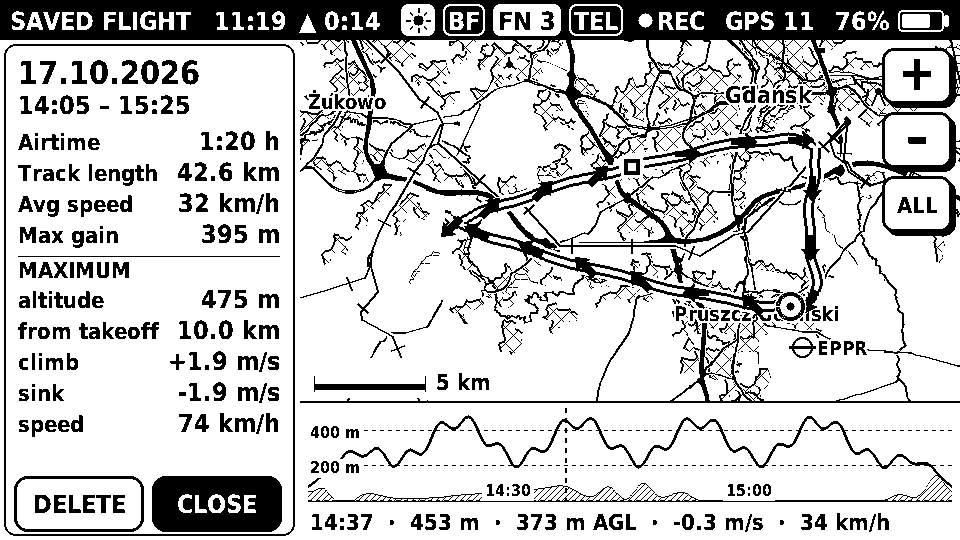 SAVED FLIGHT 11:19 ▲ 0:14 BF FN 3 TEL ●REC GPS 11 76%
17.10.2026
14:05 – 15:25
Airtime 1:20 h
Track length 42.6 km
Avg speed 32 km/h
Max gain 395 m
MAXIMUM
altitude 475 m
from takeoff 10.0 km
climb +1.9 m/s
sink -1.9 m/s
speed 74 km/h
DELETE CLOSE
Żukowo
Gdańsk
Pruszcz Gdański
EPPR
5 km
+
-
ALL
400 m
200 m
14:30 15:00
14:37 · 453 m · 373 m AGL · -0.3 m/s · 34 km/h